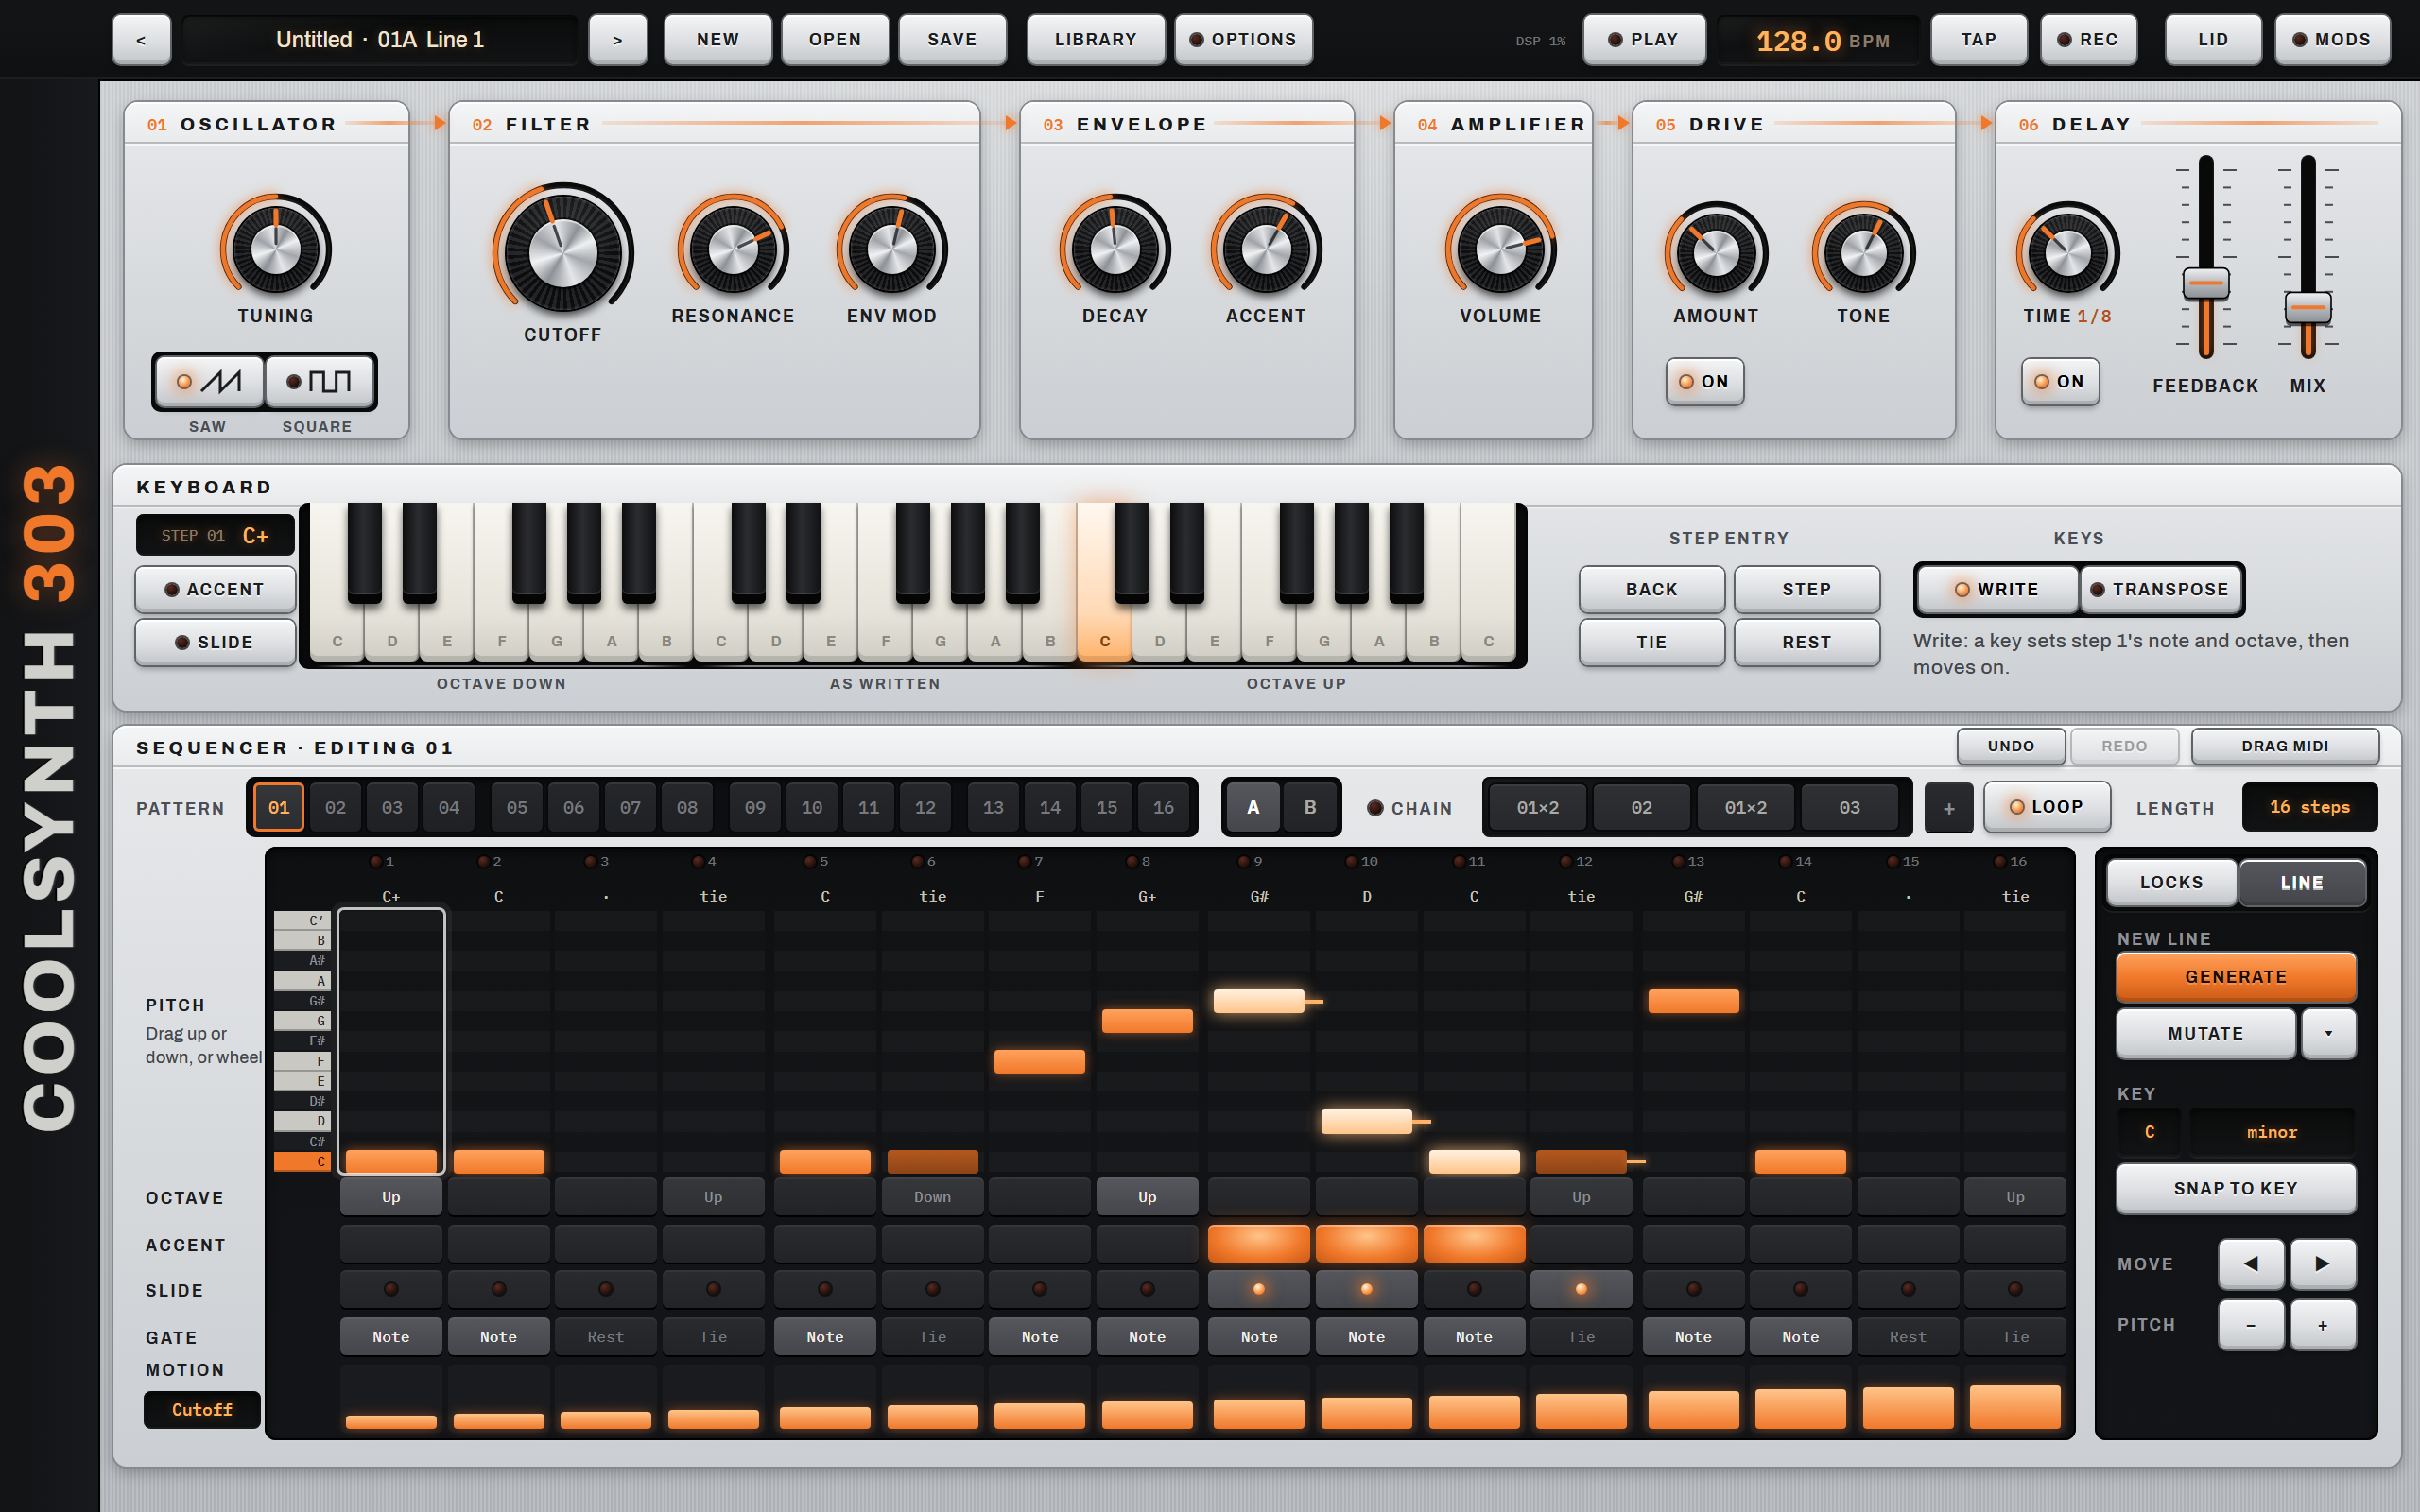 < Untitled · 01A Line 1 > NEW OPEN SAVE LIBRARY OPTIONS DSP 1% PLAY 128.0 BPM TAP REC LID MODS
COOLSYNTH 303
01 OSCILLATOR 02 FILTER 03 ENVELOPE 04 AMPLIFIER 05 DRIVE 06 DELAY
TUNING CUTOFF RESONANCE ENV MOD DECAY ACCENT VOLUME AMOUNT TONE TIME 1/8
ON ON FEEDBACK MIX
SAW SQUARE
KEYBOARD
STEP 01 C+ STEP ENTRY KEYS
ACCENT BACK STEP WRITE TRANSPOSE
SLIDE C D E F G A B C D E F G A B C D E F G A B C TIE REST Write: a key sets step 1's note and octave, then
moves on.
OCTAVE DOWN AS WRITTEN OCTAVE UP
SEQUENCER · EDITING 01 UNDO REDO DRAG MIDI
PATTERN 01 02 03 04 05 06 07 08 09 10 11 12 13 14 15 16 A B CHAIN 01×2 02 01×2 03 + LOOP LENGTH 16 steps
1 2 3 4 5 6 7 8 9 10 11 12 13 14 15 16
C+ C · tie C tie F G+ G# D C tie G# C · tie
C'
B
A#
A
G#
G
F#
F
E
D#
D
C#
C
PITCH
Drag up or
down, or wheel
OCTAVE Up Up Down Up Up Up
ACCENT
SLIDE
GATE Note Note Rest Tie Note Tie Note Note Note Note Note Tie Note Note Rest Tie
MOTION
Cutoff
LOCKS LINE
NEW LINE
GENERATE
MUTATE ▾
KEY
C minor
SNAP TO KEY
MOVE ◀ ▶
PITCH − +